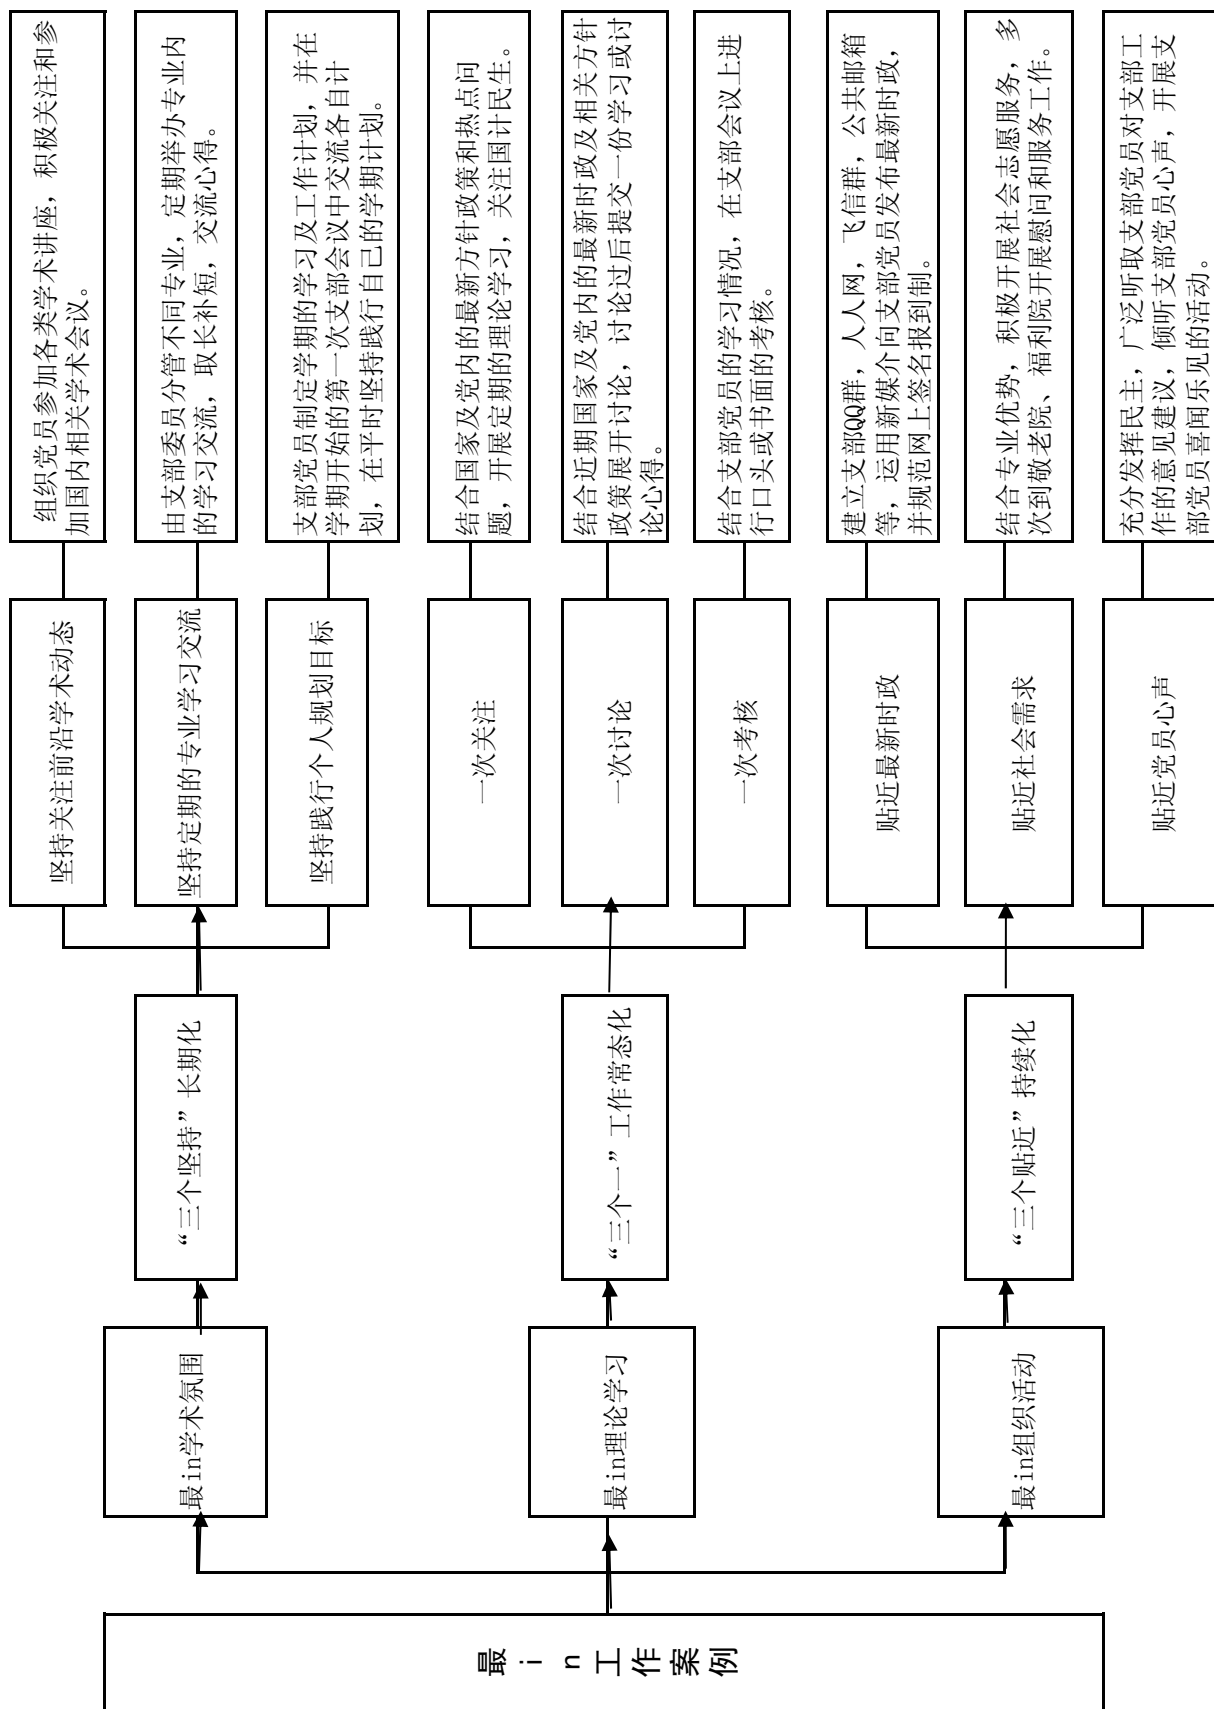 最in工作案例
最in学术氛围
“三个坚持”长期化
坚持关注前沿学术动态
组织党员参加各类学术讲座，积极关注和参
加国内相关学术会议。
坚持定期的专业学习交流
由支部委员分管不同专业，定期举办专业内
的学习交流，取长补短，交流心得。
坚持践行个人规划目标
支部党员制定学期的学习及工作计划，并在
学期开始的第一次支部会议中交流各自计
划，在平时坚持践行自己的学期计划。
最in理论学习
“三个一”工作常态化
一次关注
结合国家及党内的最新方针政策和热点问
题，开展定期的理论学习，关注国计民生。
一次讨论
结合近期国家及党内的最新时政及相关方针
政策展开讨论，讨论过后提交一份学习或讨
论心得。
一次考核
结合支部党员的学习情况，在支部会议上进
行口头或书面的考核。
最in组织活动
“三个贴近”持续化
贴近最新时政
建立支部QQ群，人人网，飞信群，公共邮箱
等，运用新媒介向支部党员发布最新时政，
并规范网上签名报到制。
贴近社会需求
结合专业优势，积极开展社会志愿服务，多
次到敬老院、福利院开展慰问和服务工作。
贴近党员心声
充分发挥民主，广泛听取支部党员对支部工
作的意见建议，倾听支部党员心声，开展支
部党员喜闻乐见的活动。